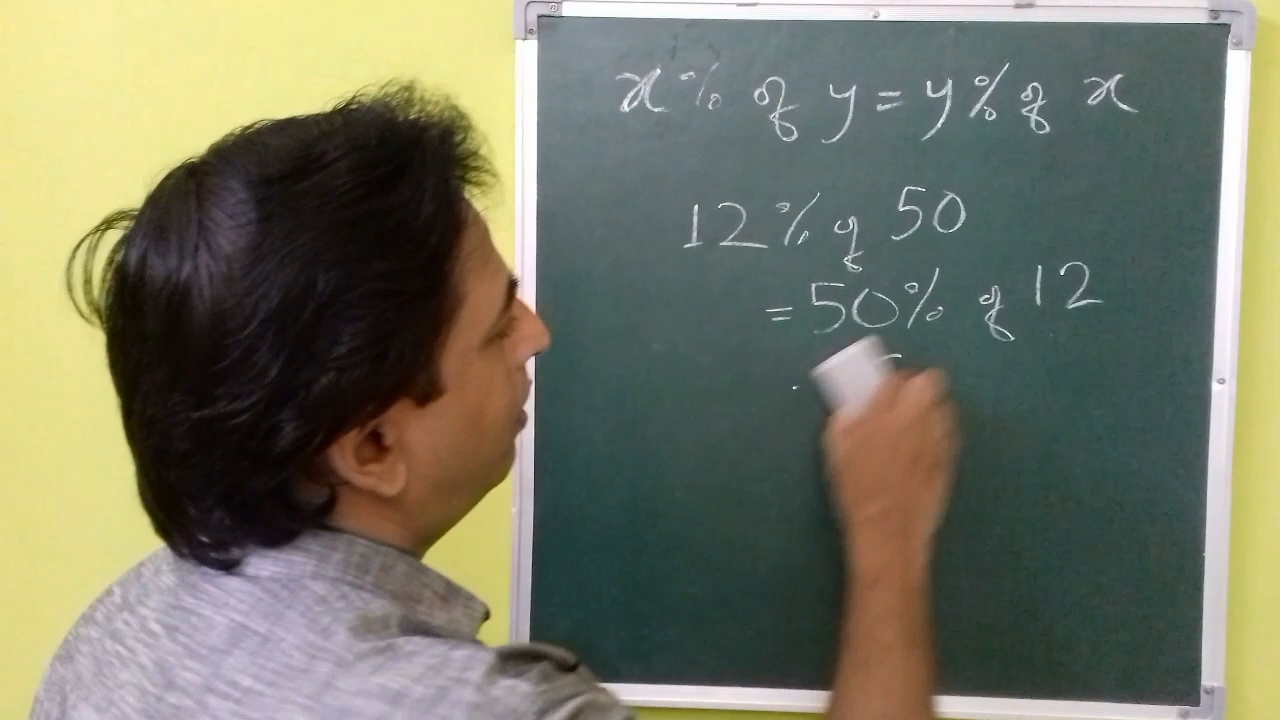 x% of y = y% of x
12% of 50
= 50% of 12